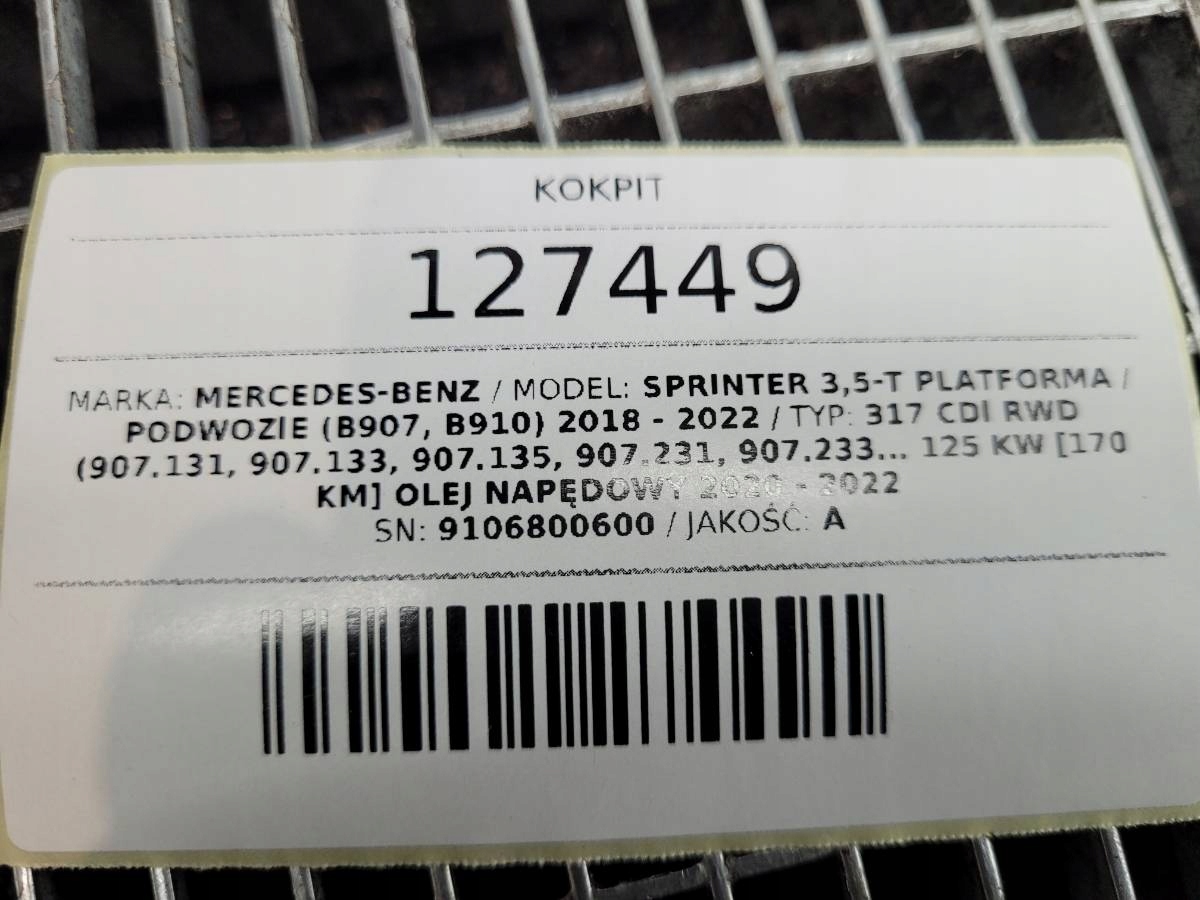 KOKPIT
127449
MARKA: MERCEDES-BENZ / MODEL: SPRINTER 3,5-T PLATFORMA /
PODWOZIE (B907, B910) 2018 - 2022 / TYP: 317 CDI RWD
(907.131, 907.133, 907.135, 907.231, 907.233... 125 KW [170
KM] OLEJ NAPĘDOWY 2020 - 2022
SN: 9106800600 / JAKOŚĆ: A